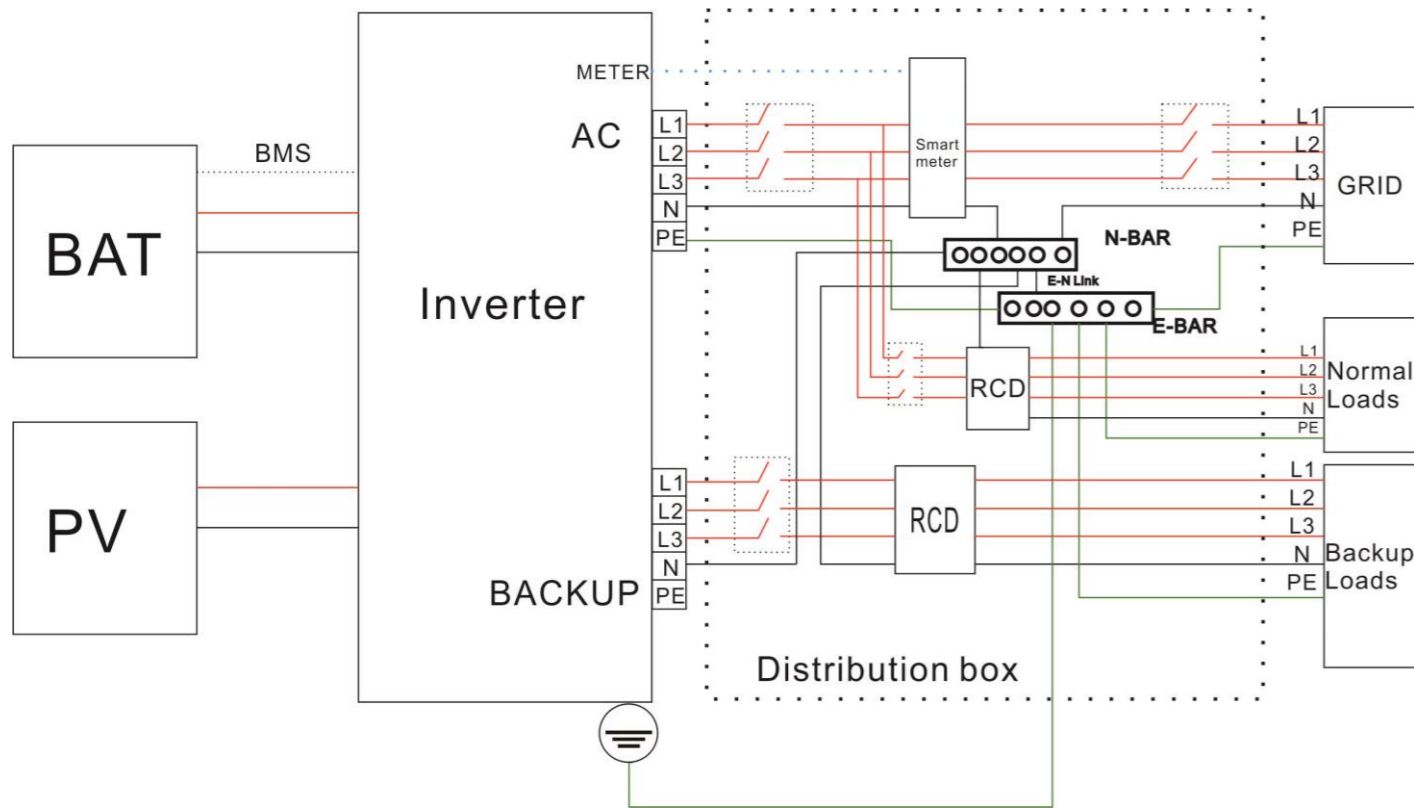 METER
AC
L1
L2
L3
N
PE
BMS
BAT
Inverter
Smart
meter
L1
L2
L3
N
PE
GRID
N-BAR
E-N Link
E-BAR
RCD
L1
L2
L3
N
PE
Normal
Loads
PV
BACKUP
L1
L2
L3
N
PE
RCD
L1
L2
L3
N
PE
Backup
Loads
Distribution box